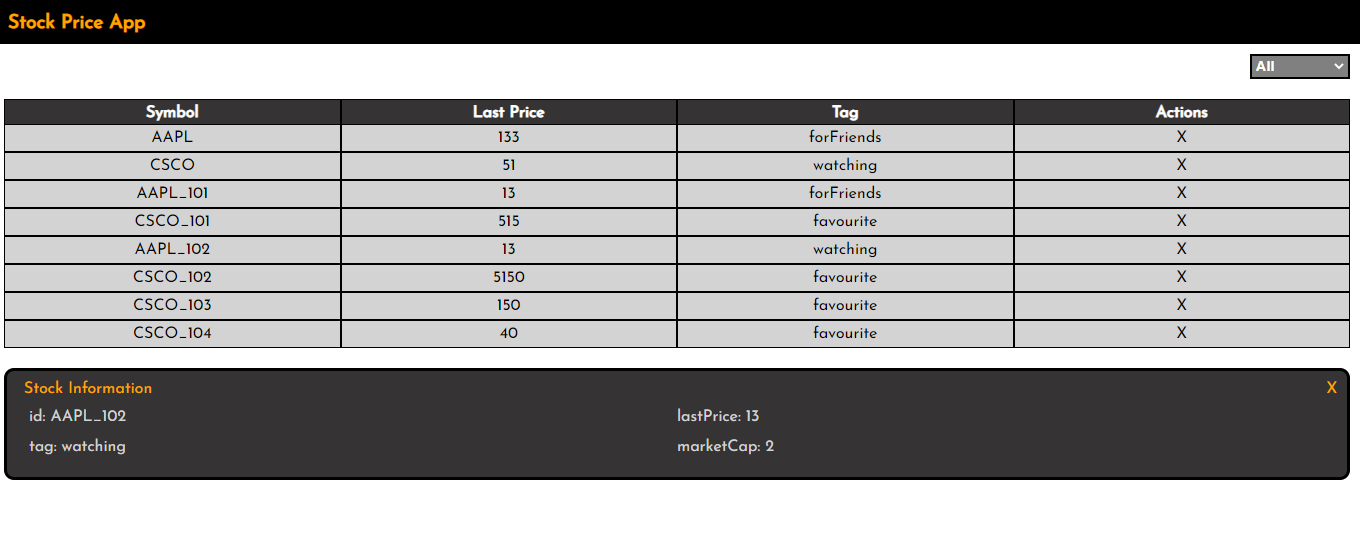 Stock Price App
All
Symbol Last Price Tag Actions
AAPL 133 forFriends X
CSCO 51 watching X
AAPL_101 13 forFriends X
CSCO_101 515 favourite X
AAPL_102 13 watching X
CSCO_102 5150 favourite X
CSCO_103 150 favourite X
CSCO_104 40 favourite X
Stock Information X
id: AAPL_102 lastPrice: 13
tag: watching marketCap: 2